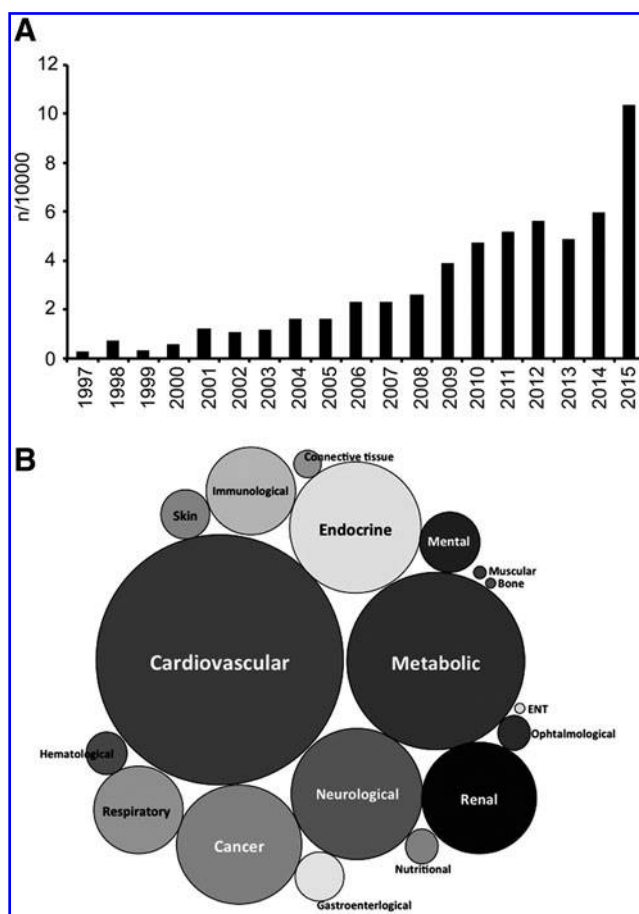 A
12
10
8
6
4
2
0
n/10000
1997
1998
1999
2000
2001
2002
2003
2004
2005
2006
2007
2008
2009
2010
2011
2012
2013
2014
2015
B
Connective tissue
Immunological
Skin
Endocrine
Mental
Muscular
Bone
Cardiovascular
Metabolic
ENT
Ophtalmological
Hematological
Neurological
Renal
Respiratory
Cancer
Nutritional
Gastroenterlogical